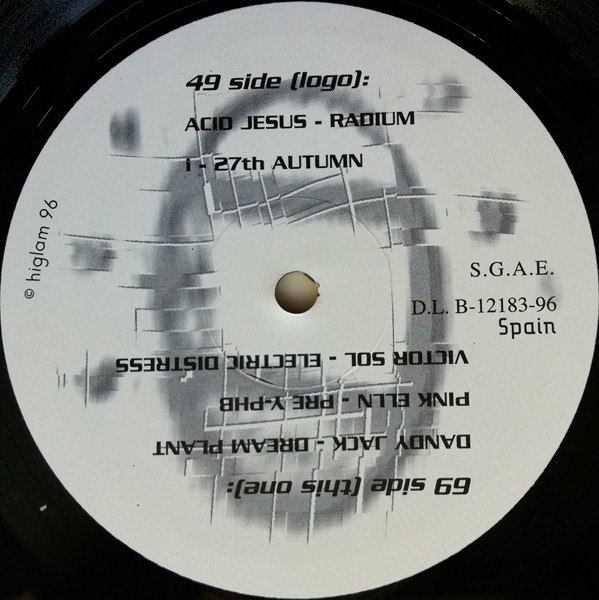 49 side (logo):
ACID JESUS - RADIUM
i - 27th AUTUMN
© higlam 96
S.G.A.E.
D.L. B-12183-96
Spain
69 side (this one):
DANDY JACK - DREAM PLANT
PINK ELLN - PRE Y-PHB
VICTOR SOL - ELECTRIC DISTRESS